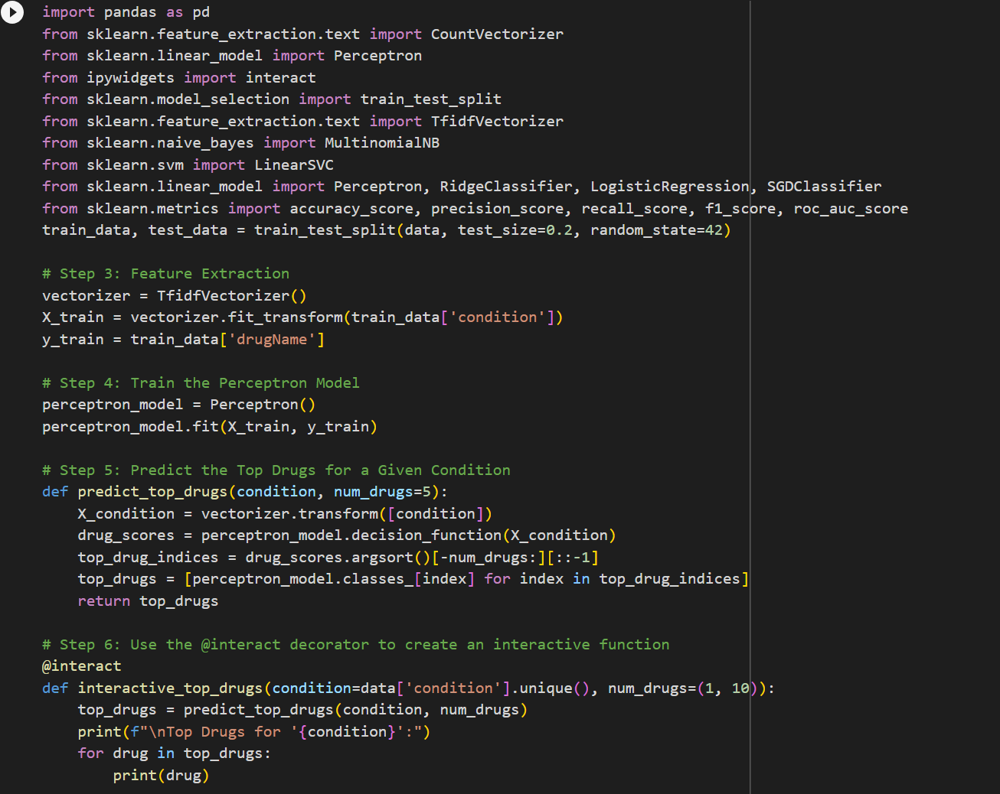 import pandas as pd
from sklearn.feature_extraction.text import CountVectorizer
from sklearn.linear_model import Perceptron
from ipywidgets import interact
from sklearn.model_selection import train_test_split
from sklearn.feature_extraction.text import TfidfVectorizer
from sklearn.naive_bayes import MultinomialNB
from sklearn.svm import LinearSVC
from sklearn.linear_model import Perceptron, RidgeClassifier, LogisticRegression, SGDClassifier
from sklearn.metrics import accuracy_score, precision_score, recall_score, f1_score, roc_auc_score
train_data, test_data = train_test_split(data, test_size=0.2, random_state=42)

# Step 3: Feature Extraction
vectorizer = TfidfVectorizer()
X_train = vectorizer.fit_transform(train_data['condition'])
y_train = train_data['drugName']

# Step 4: Train the Perceptron Model
perceptron_model = Perceptron()
perceptron_model.fit(X_train, y_train)

# Step 5: Predict the Top Drugs for a Given Condition
def predict_top_drugs(condition, num_drugs=5):
    X_condition = vectorizer.transform([condition])
    drug_scores = perceptron_model.decision_function(X_condition)
    top_drug_indices = drug_scores.argsort()[-num_drugs:][::-1]
    top_drugs = [perceptron_model.classes_[index] for index in top_drug_indices]
    return top_drugs

# Step 6: Use the @interact decorator to create an interactive function
@interact
def interactive_top_drugs(condition=data['condition'].unique(), num_drugs=(1, 10)):
    top_drugs = predict_top_drugs(condition, num_drugs)
    print(f"\nTop Drugs for '{condition}':")
    for drug in top_drugs:
        print(drug)